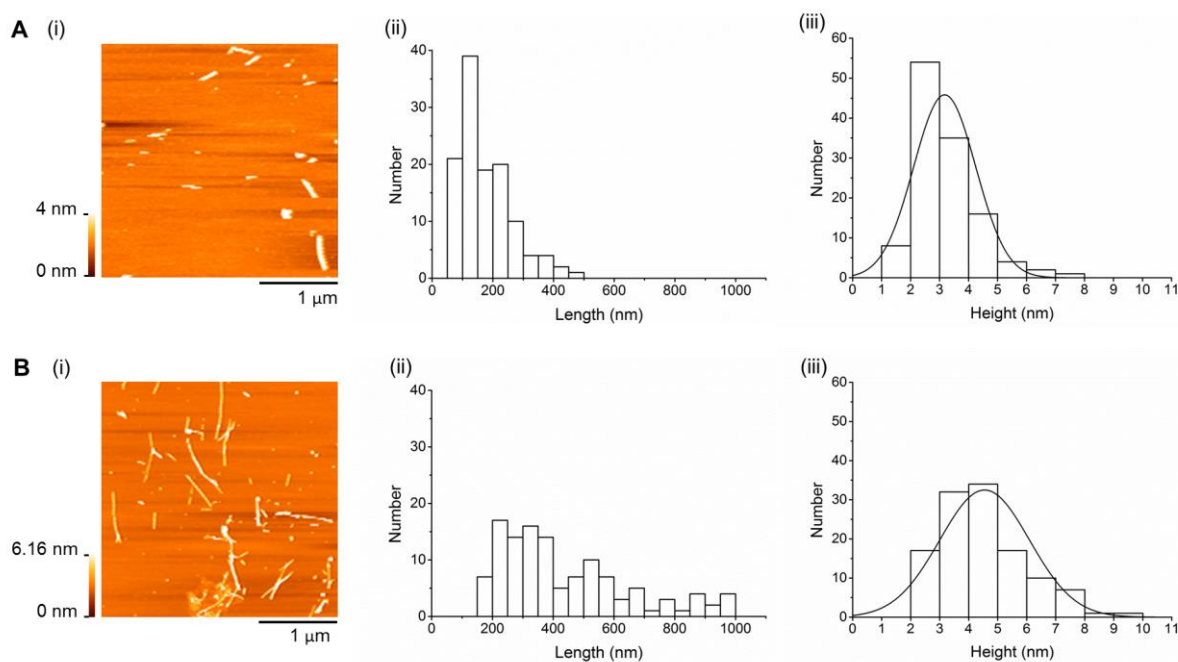 A (i) (ii) (iii)
4 nm
0 nm
1 μm
Number
40
30
20
10
0
0 200 400 600 800 1000
Length (nm)
Number
60
50
40
30
20
10
0
0 1 2 3 4 5 6 7 8 9 10 11
Height (nm)
B (i) (ii) (iii)
6.16 nm
0 nm
1 μm
Number
40
30
20
10
0
0 200 400 600 800 1000
Length (nm)
Number
60
50
40
30
20
10
0
0 1 2 3 4 5 6 7 8 9 10 11
Height (nm)